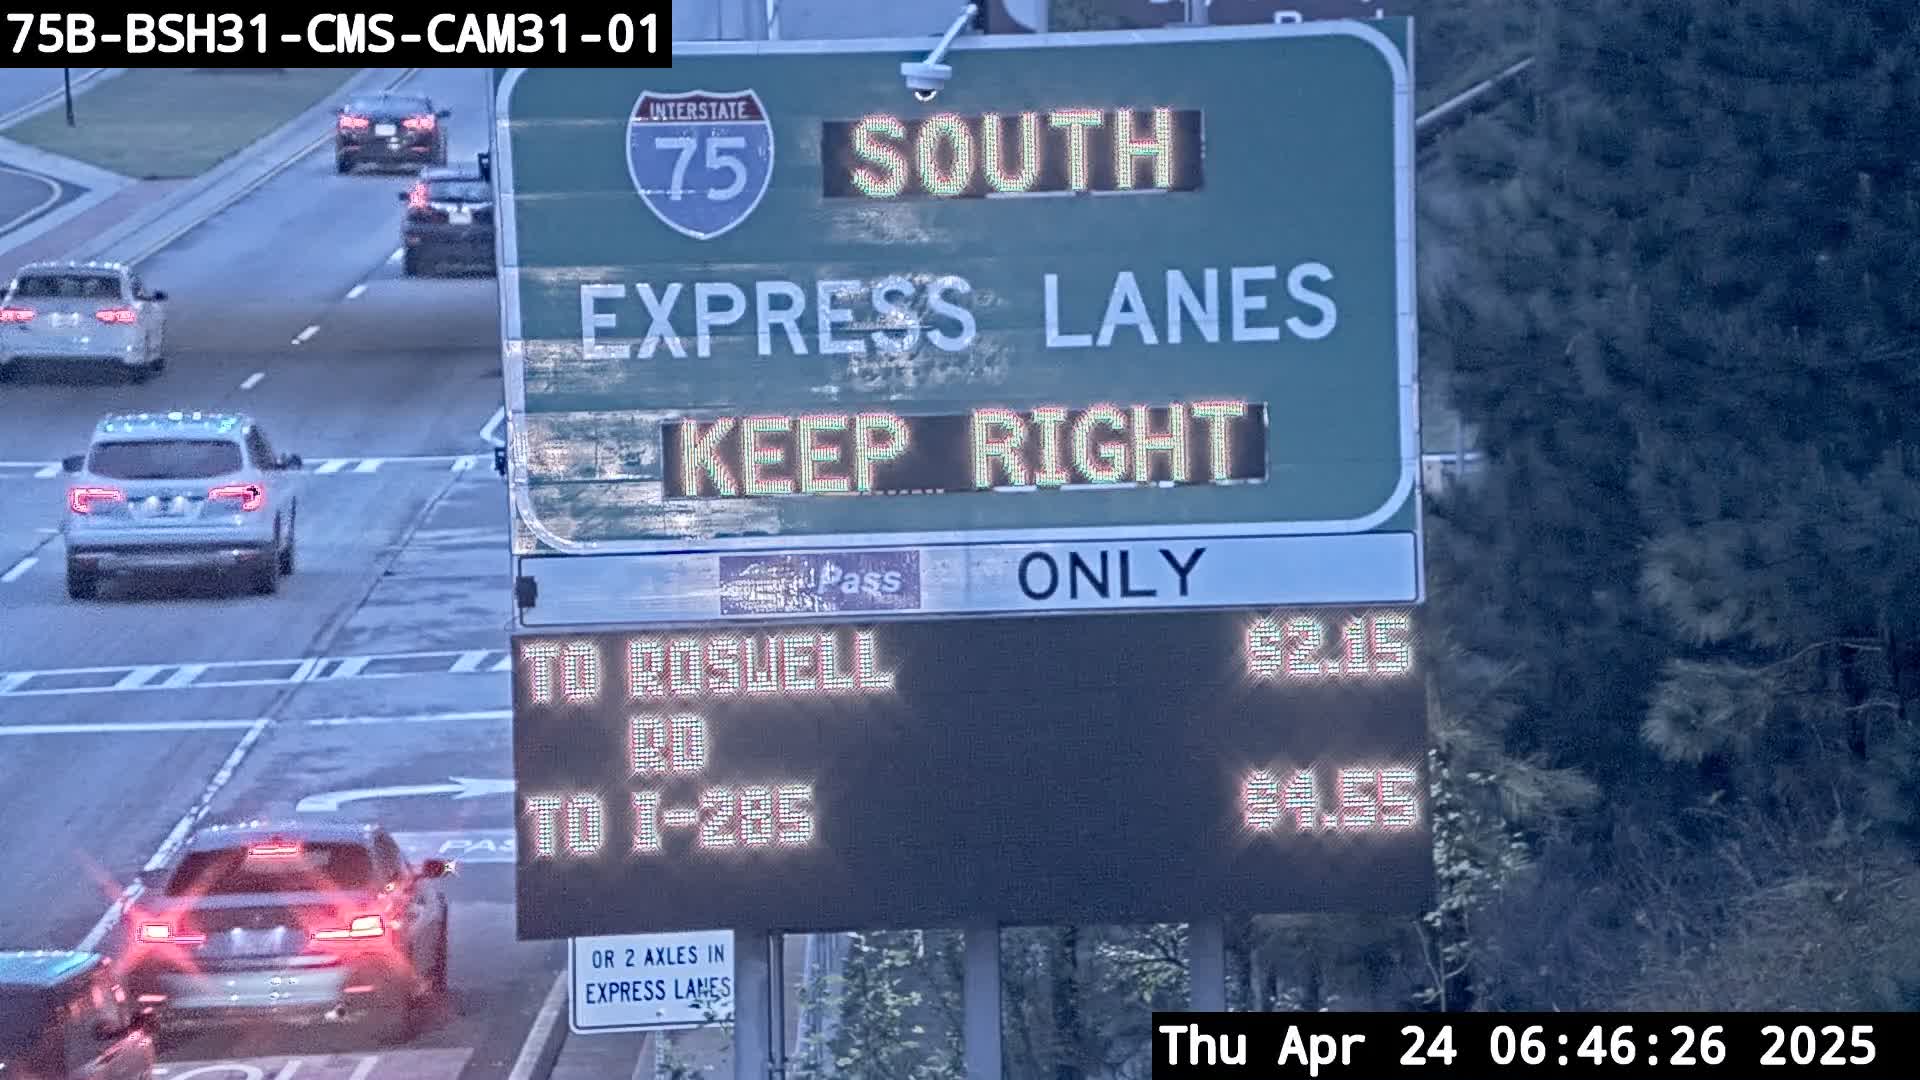 75B-BSH31-CMS-CAM31-01
INTERSTATE
75
SOUTH
EXPRESS LANES
KEEP RIGHT
Pass
ONLY
TO ROSWELL $2.15
RD
TO I-285 $4.55
OR 2 AXLES IN
EXPRESS LANES
Thu Apr 24 06:46:26 2025